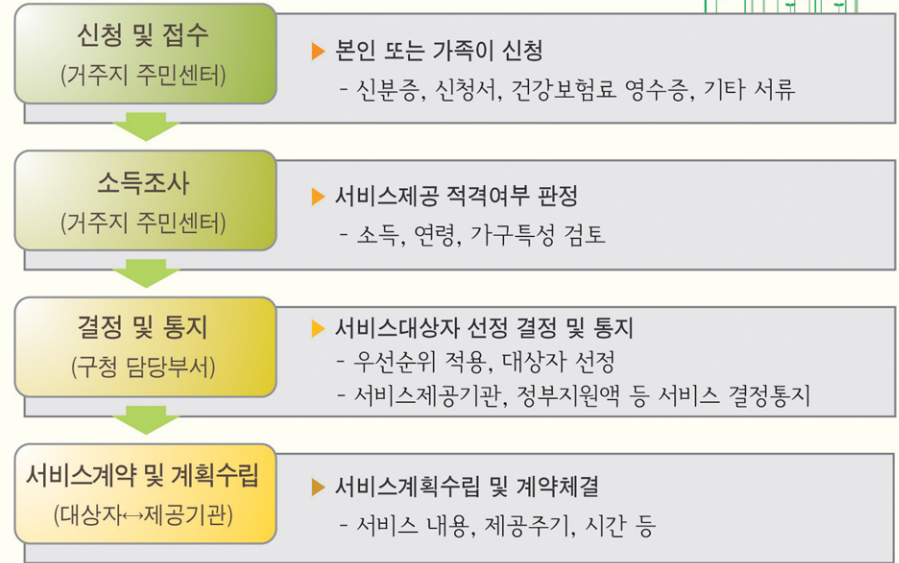 신청 및 접수
(거주지 주민센터)
▶ 본인 또는 가족이 신청
- 신분증, 신청서, 건강보험료 영수증, 기타 서류
소득조사
(거주지 주민센터)
▶ 서비스제공 적격여부 판정
- 소득, 연령, 가구특성 검토
결정 및 통지
(구청 담당부서)
▶ 서비스대상자 선정 결정 및 통지
- 우선순위 적용, 대상자 선정
- 서비스제공기관, 정부지원액 등 서비스 결정통지
서비스계약 및 계획수립
(대상자↔제공기관)
▶ 서비스계획수립 및 계약체결
- 서비스 내용, 제공주기, 시간 등